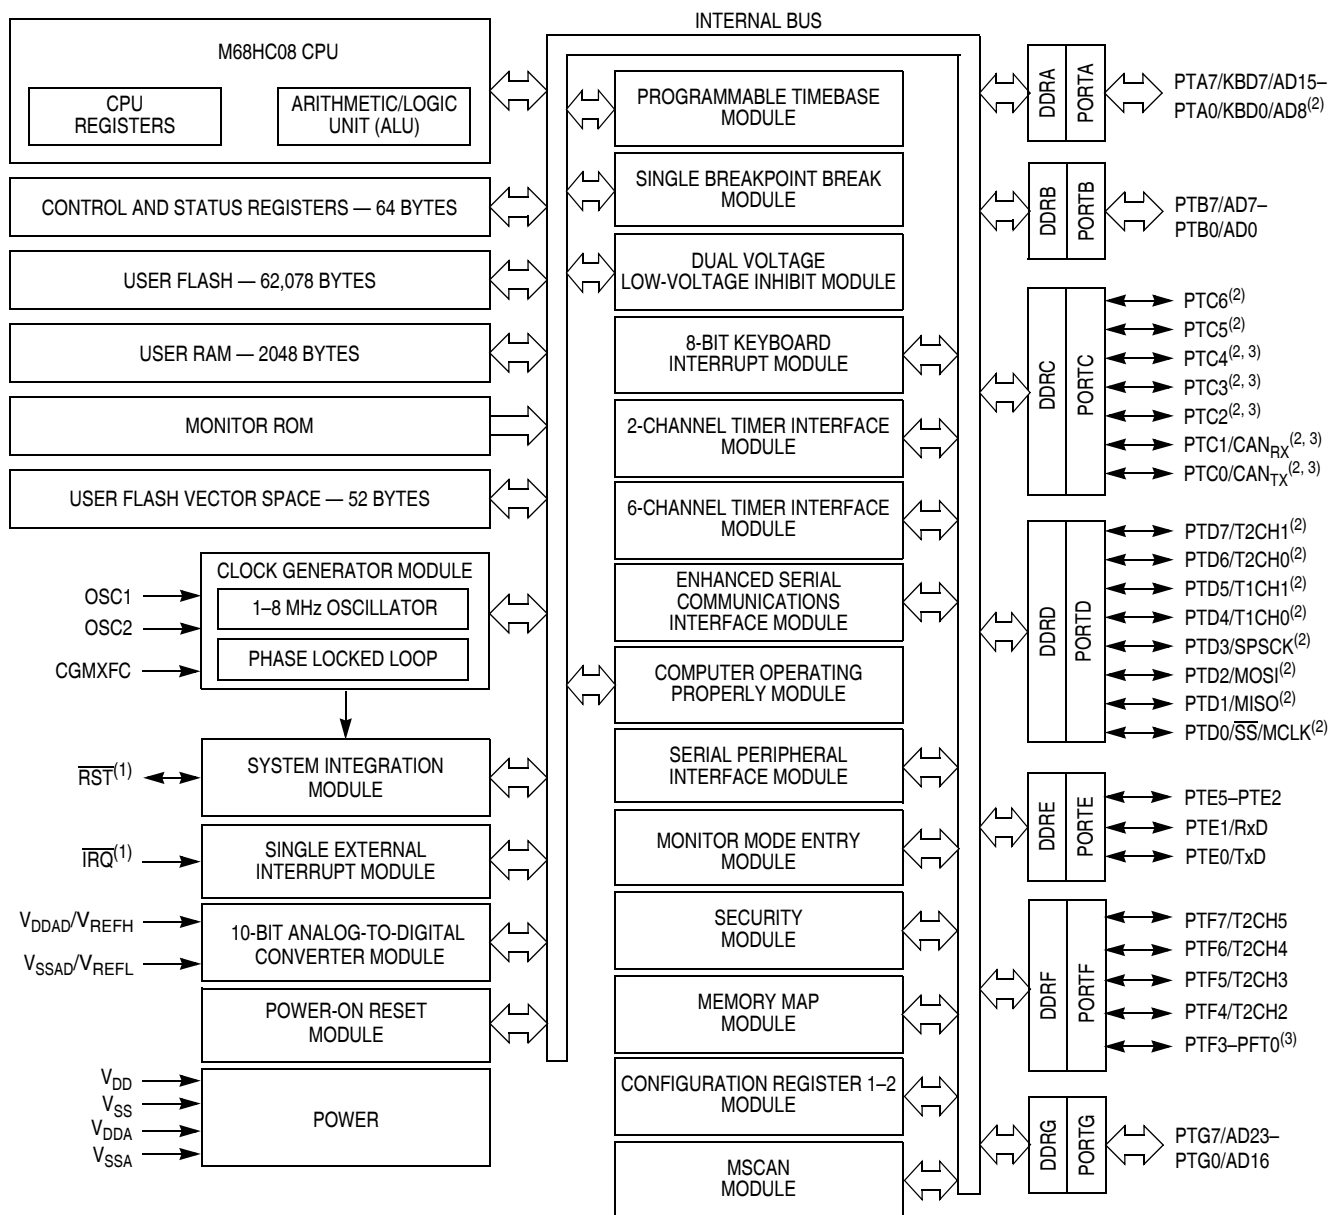 INTERNAL BUS
M68HC08 CPU
CPU
REGISTERS
ARITHMETIC/LOGIC
UNIT (ALU)
CONTROL AND STATUS REGISTERS — 64 BYTES
USER FLASH — 62,078 BYTES
USER RAM — 2048 BYTES
MONITOR ROM
USER FLASH VECTOR SPACE — 52 BYTES
CLOCK GENERATOR MODULE
1–8 MHz OSCILLATOR
PHASE LOCKED LOOP
OSC1
OSC2
CGMXFC
SYSTEM INTEGRATION
MODULE
RST(1)
SINGLE EXTERNAL
INTERRUPT MODULE
IRQ(1)
10-BIT ANALOG-TO-DIGITAL
CONVERTER MODULE
VDDAD/VREFH
VSSAD/VREFL
POWER-ON RESET
MODULE
POWER
VDD
VSS
VDDA
VSSA
PROGRAMMABLE TIMEBASE
MODULE
SINGLE BREAKPOINT BREAK
MODULE
DUAL VOLTAGE
LOW-VOLTAGE INHIBIT MODULE
8-BIT KEYBOARD
INTERRUPT MODULE
2-CHANNEL TIMER INTERFACE
MODULE
6-CHANNEL TIMER INTERFACE
MODULE
ENHANCED SERIAL
COMMUNICATIONS
INTERFACE MODULE
COMPUTER OPERATING
PROPERLY MODULE
SERIAL PERIPHERAL
INTERFACE MODULE
MONITOR MODE ENTRY
MODULE
SECURITY
MODULE
MEMORY MAP
MODULE
CONFIGURATION REGISTER 1–2
MODULE
MSCAN
MODULE
DDRA
PORTA
PTA7/KBD7/AD15–
PTA0/KBD0/AD8(2)
DDRB
PORTB
PTB7/AD7–
PTB0/AD0
DDRC
PORTC
PTC6(2)
PTC5(2)
PTC4(2, 3)
PTC3(2, 3)
PTC2(2, 3)
PTC1/CANRX(2, 3)
PTC0/CANTX(2, 3)
DDRD
PORTD
PTD7/T2CH1(2)
PTD6/T2CH0(2)
PTD5/T1CH1(2)
PTD4/T1CH0(2)
PTD3/SPSCK(2)
PTD2/MOSI(2)
PTD1/MISO(2)
PTD0/SS/MCLK(2)
DDRE
PORTE
PTE5–PTE2
PTE1/RxD
PTE0/TxD
DDRF
PORTF
PTF7/T2CH5
PTF6/T2CH4
PTF5/T2CH3
PTF4/T2CH2
PTF3–PFT0(3)
DDRG
PORTG
PTG7/AD23–
PTG0/AD16